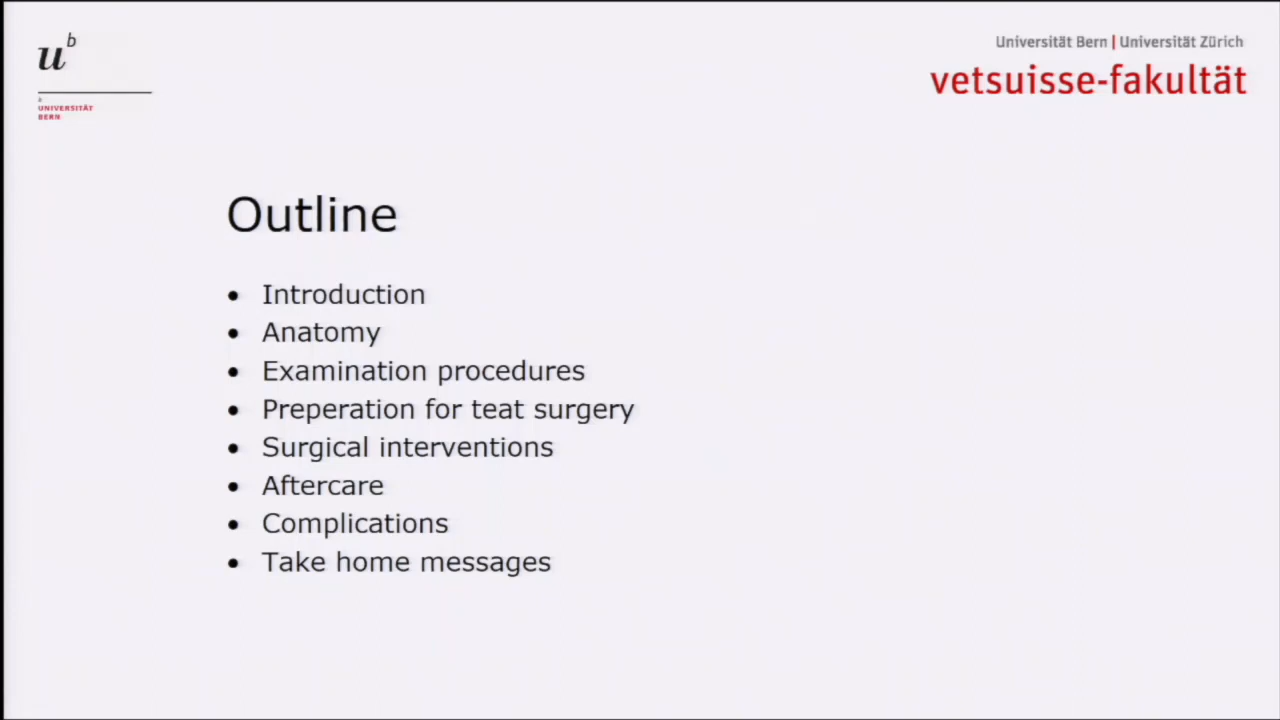 u b
Universität Bern | Universität Zürich
vetsuisse-fakultät
b
UNIVERSITÄT
BERN
Outline
• Introduction
• Anatomy
• Examination procedures
• Preperation for teat surgery
• Surgical interventions
• Aftercare
• Complications
• Take home messages